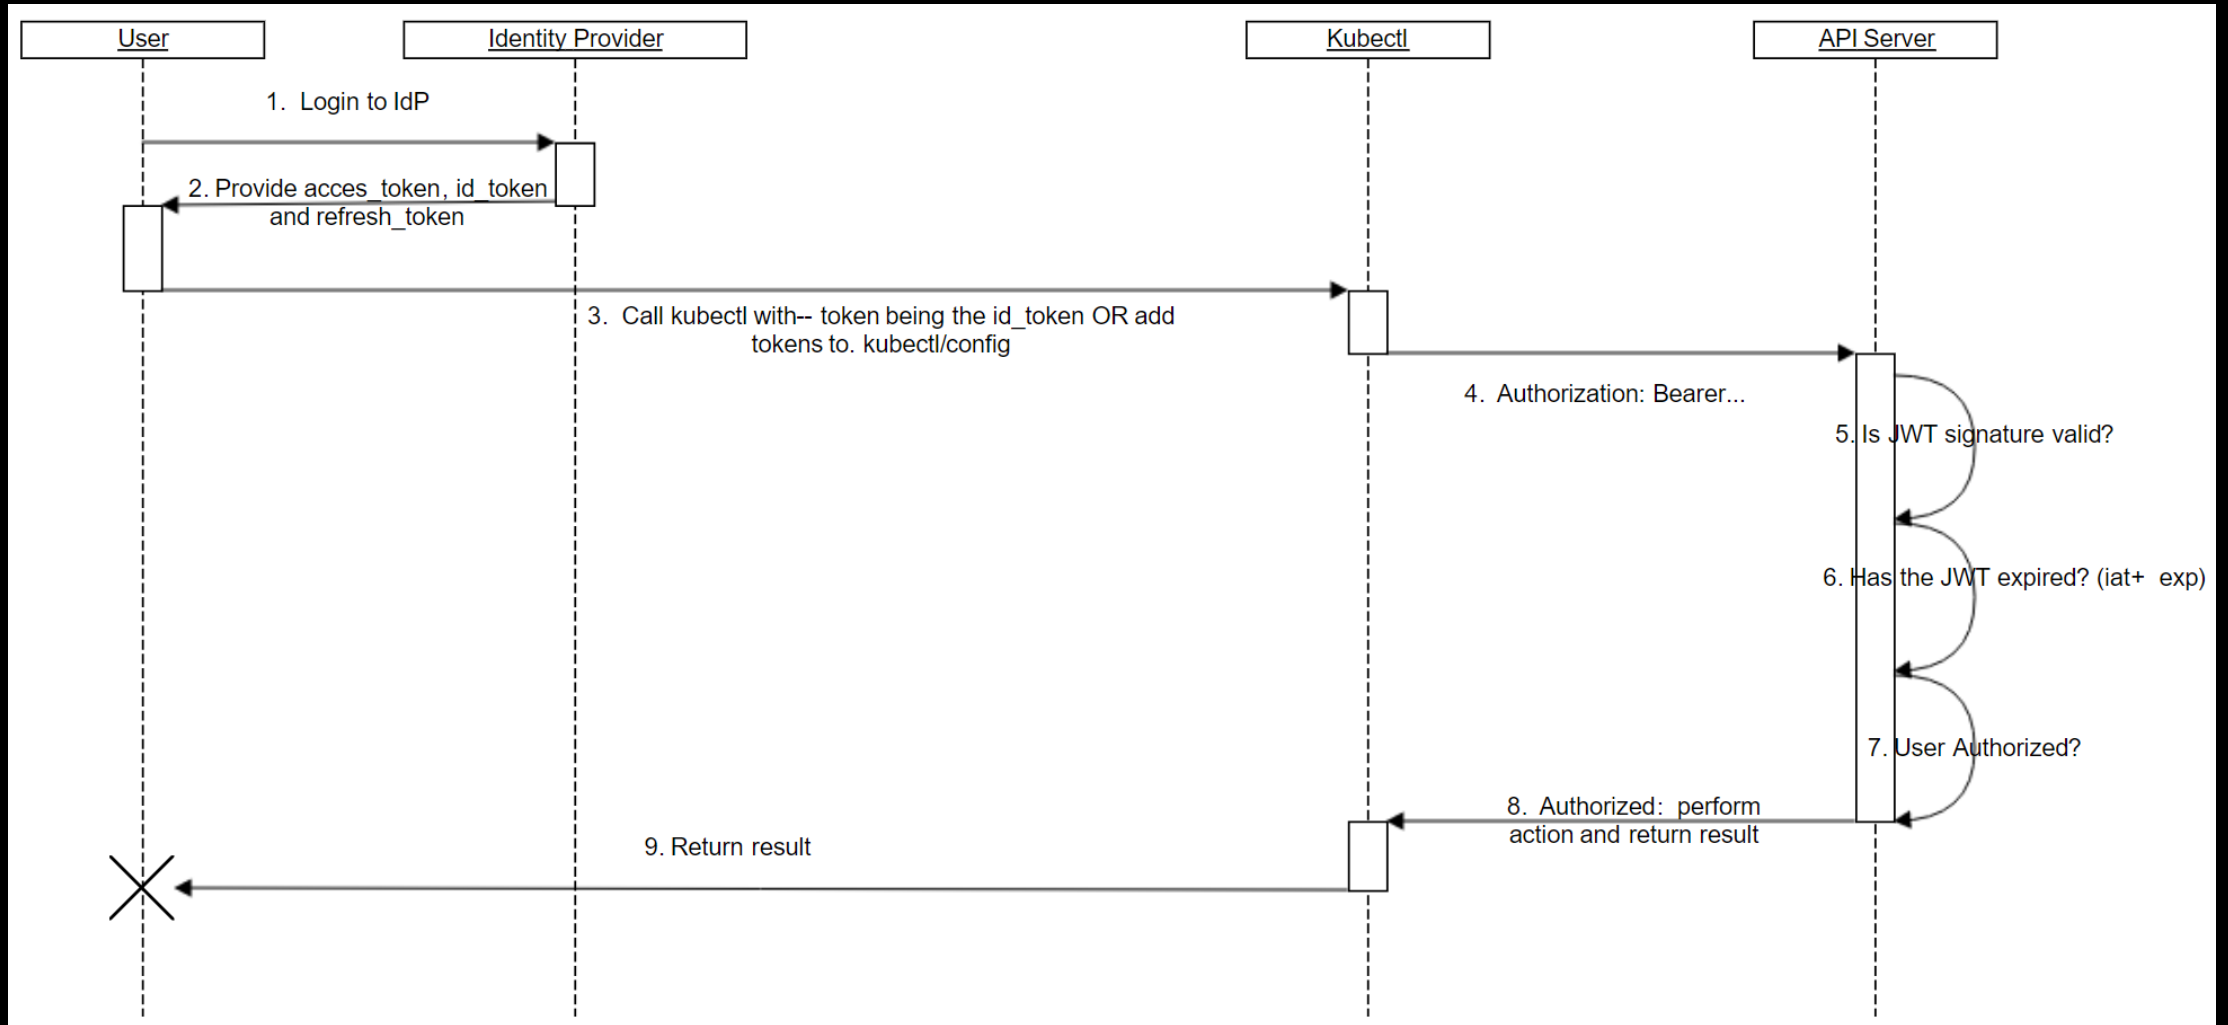 User
Identity Provider
Kubectl
API Server
1. Login to IdP
2. Provide acces_token, id_token
and refresh_token
3. Call kubectl with-- token being the id_token OR add
tokens to. kubectl/config
4. Authorization: Bearer...
5. Is JWT signature valid?
6. Has the JWT expired? (iat+ exp)
7. User Authorized?
8. Authorized: perform
action and return result
9. Return result